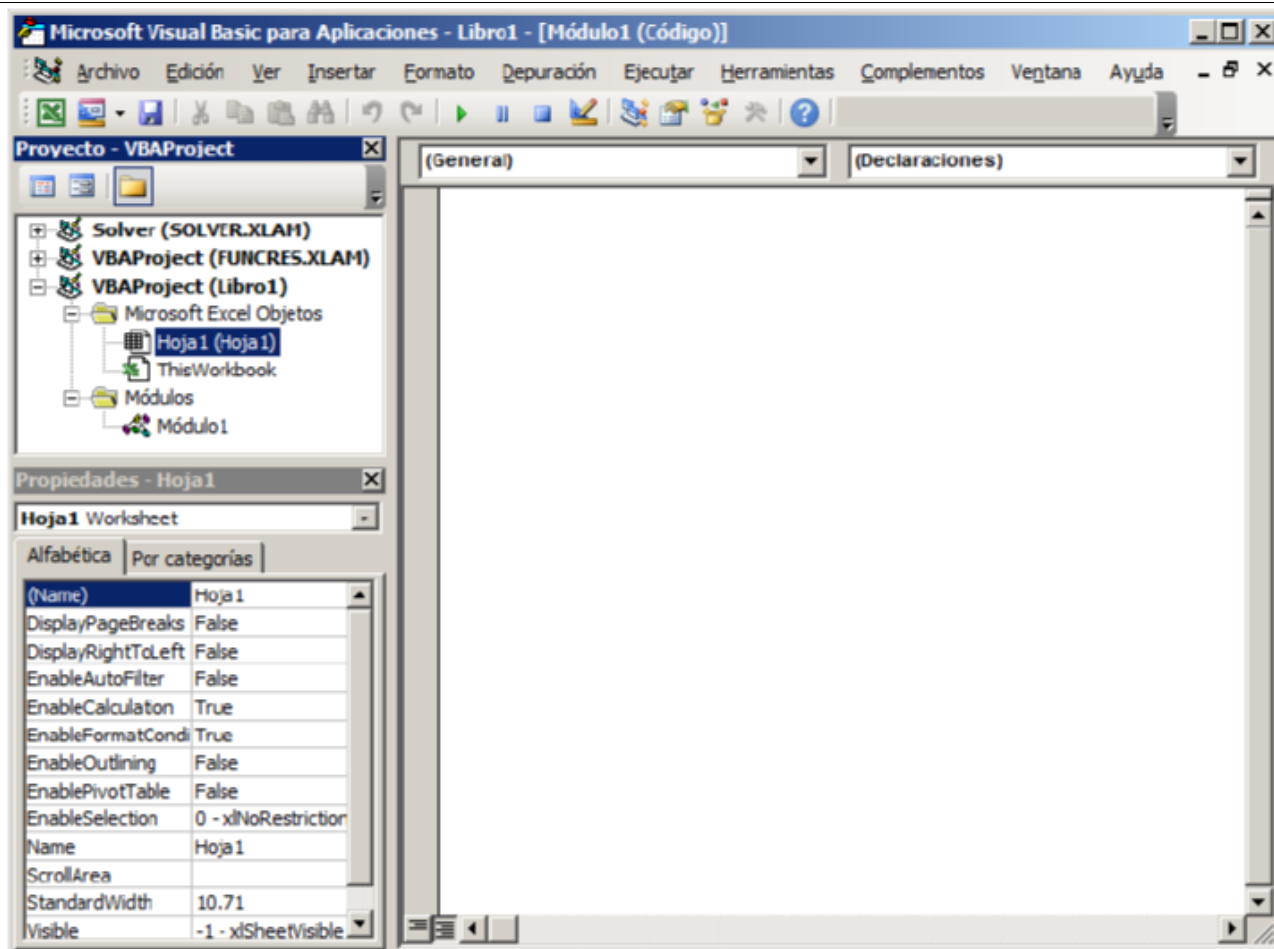 Microsoft Visual Basic para Aplicaciones - Libro1 - [Módulo1 (Código)]
Archivo Edición Ver Insertar Formato Depuración Ejecutar Herramientas Complementos Ventana Ayuda
Proyecto - VBAProject
(General) (Declaraciones)
Solver (SOLVER.XLAM)
VBAProject (FUNCRES.XLAM)
VBAProject (Libro1)
Microsoft Excel Objetos
Hoja1 (Hoja1)
ThisWorkbook
Módulos
Módulo1
Propiedades - Hoja1
Hoja1 Worksheet
Alfabética Por categorías
(Name) Hoja1
DisplayPageBreaks False
DisplayRightToLeft False
EnableAutoFilter False
EnableCalculation True
EnableFormatCondi True
EnableOutlining False
EnablePivotTable False
EnableSelection 0 - xlNoRestriction
Name Hoja1
ScrollArea
StandardWidth 10.71
Visible -1 - xlSheetVisible